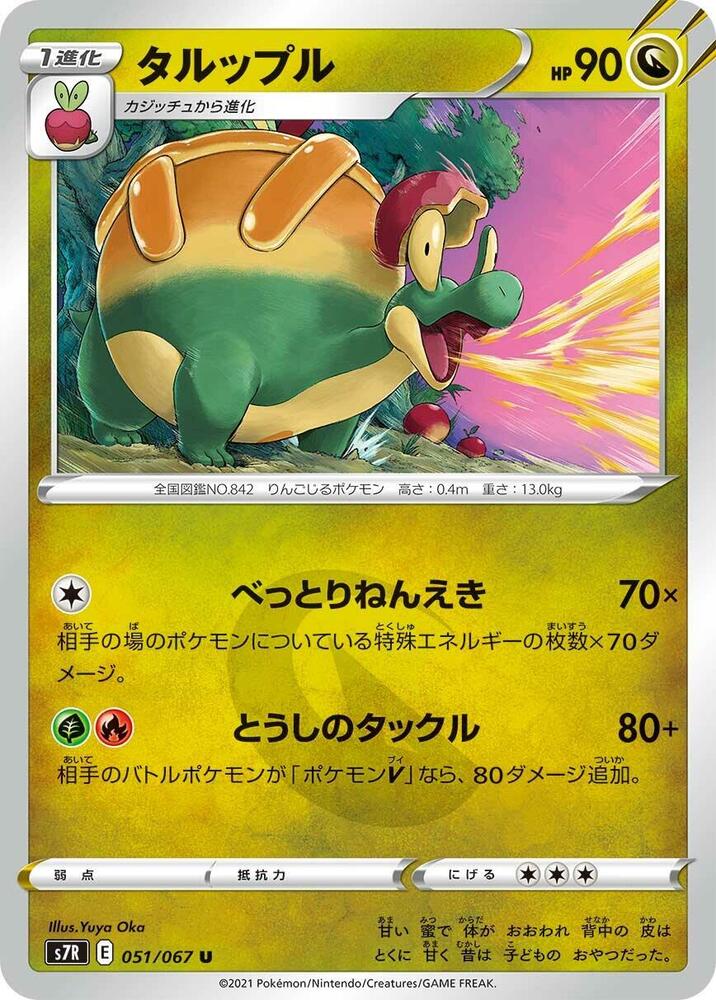 1進化
タルップル
HP90
カジッチュから進化
全国図鑑NO.842 りんごじるポケモン 高さ:0.4m 重さ:13.0kg
べっとりねんえき 70×
相手の場のポケモンについている特殊エネルギーの枚数×70ダ
メージ。
とうしのタックル 80+
相手のバトルポケモンが「ポケモンV」なら、80ダメージ追加。
弱点 抵抗力 にげる
Illus.Yuya Oka
s7R E 051/067 U
甘い 蜜で 体が おおわれ 背中の 皮は
とくに 甘く 昔は 子どもの おやつだった。
©2021 Pokémon/Nintendo/Creatures/GAME FREAK.